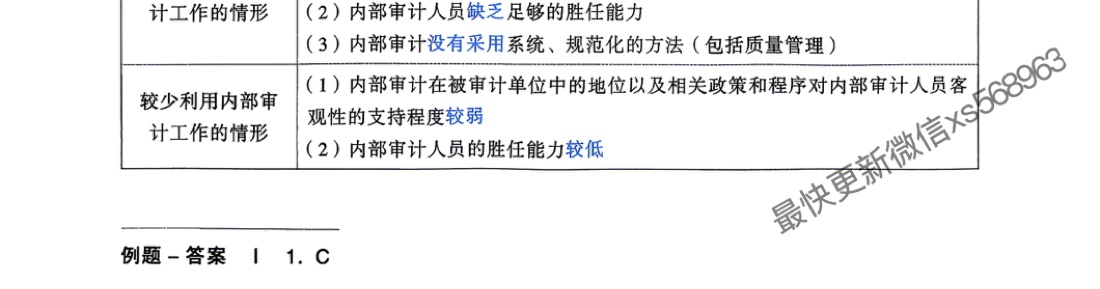 计工作的情形
(2)内部审计人员缺乏足够的胜任能力
(3)内部审计没有采用系统、规范化的方法(包括质量管理)
较少利用内部审
计工作的情形
(1)内部审计在被审计单位中的地位以及相关政策和程序对内部审计人员客
观性的支持程度较弱
(2)内部审计人员的胜任能力较低
最快更新微信xs568963
例题–答案 | 1. C